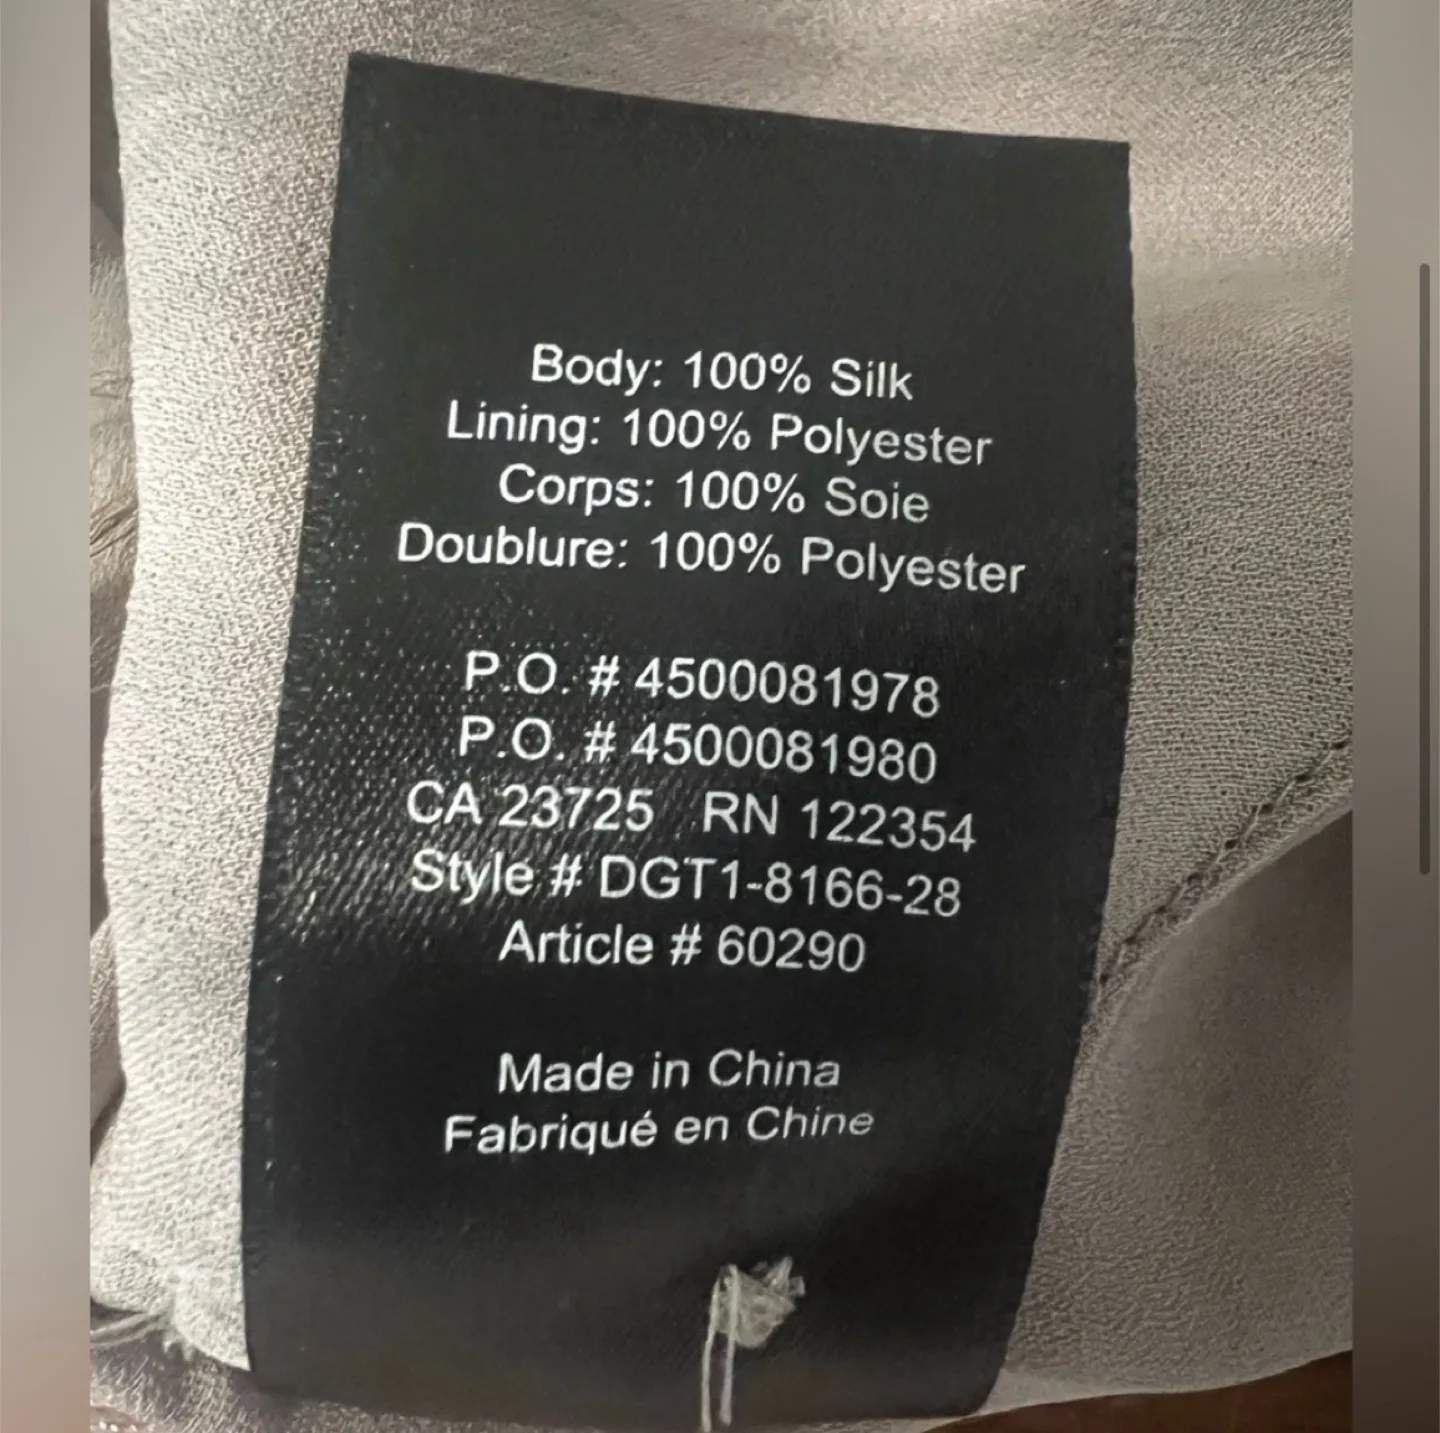 Body: 100% Silk
Lining: 100% Polyester
Corps: 100% Soie
Doublure: 100% Polyester
P.O. # 4500081978
P.O. # 4500081980
CA 23725 RN 122354
Style # DGT1-8166-28
Article # 60290
Made in China
Fabriqué en Chine